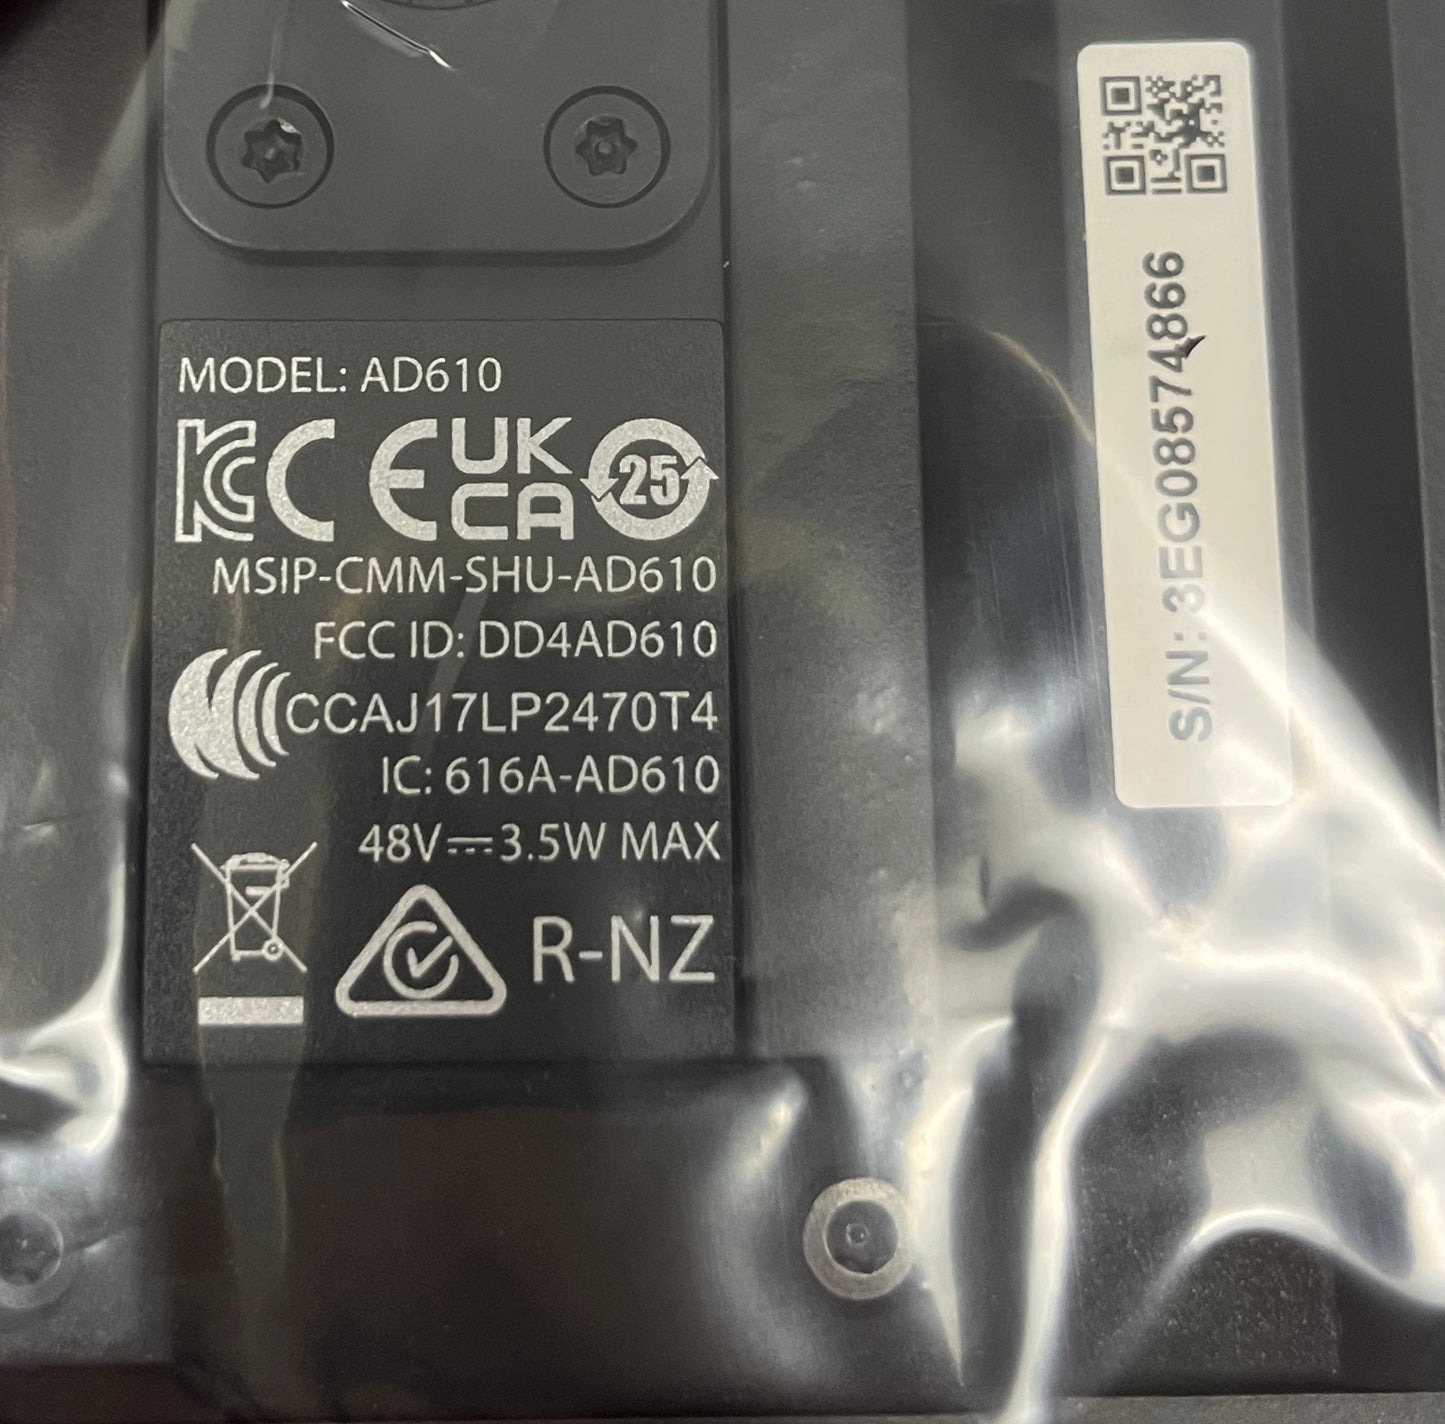 MODEL: AD610
UK
CA
25
MSIP-CMM-SHU-AD610
FCC ID: DD4AD610
CCAJ17LP2470T4
IC: 616A-AD610
48V⎓3.5W MAX
R-NZ
S/N: 3EG08574866